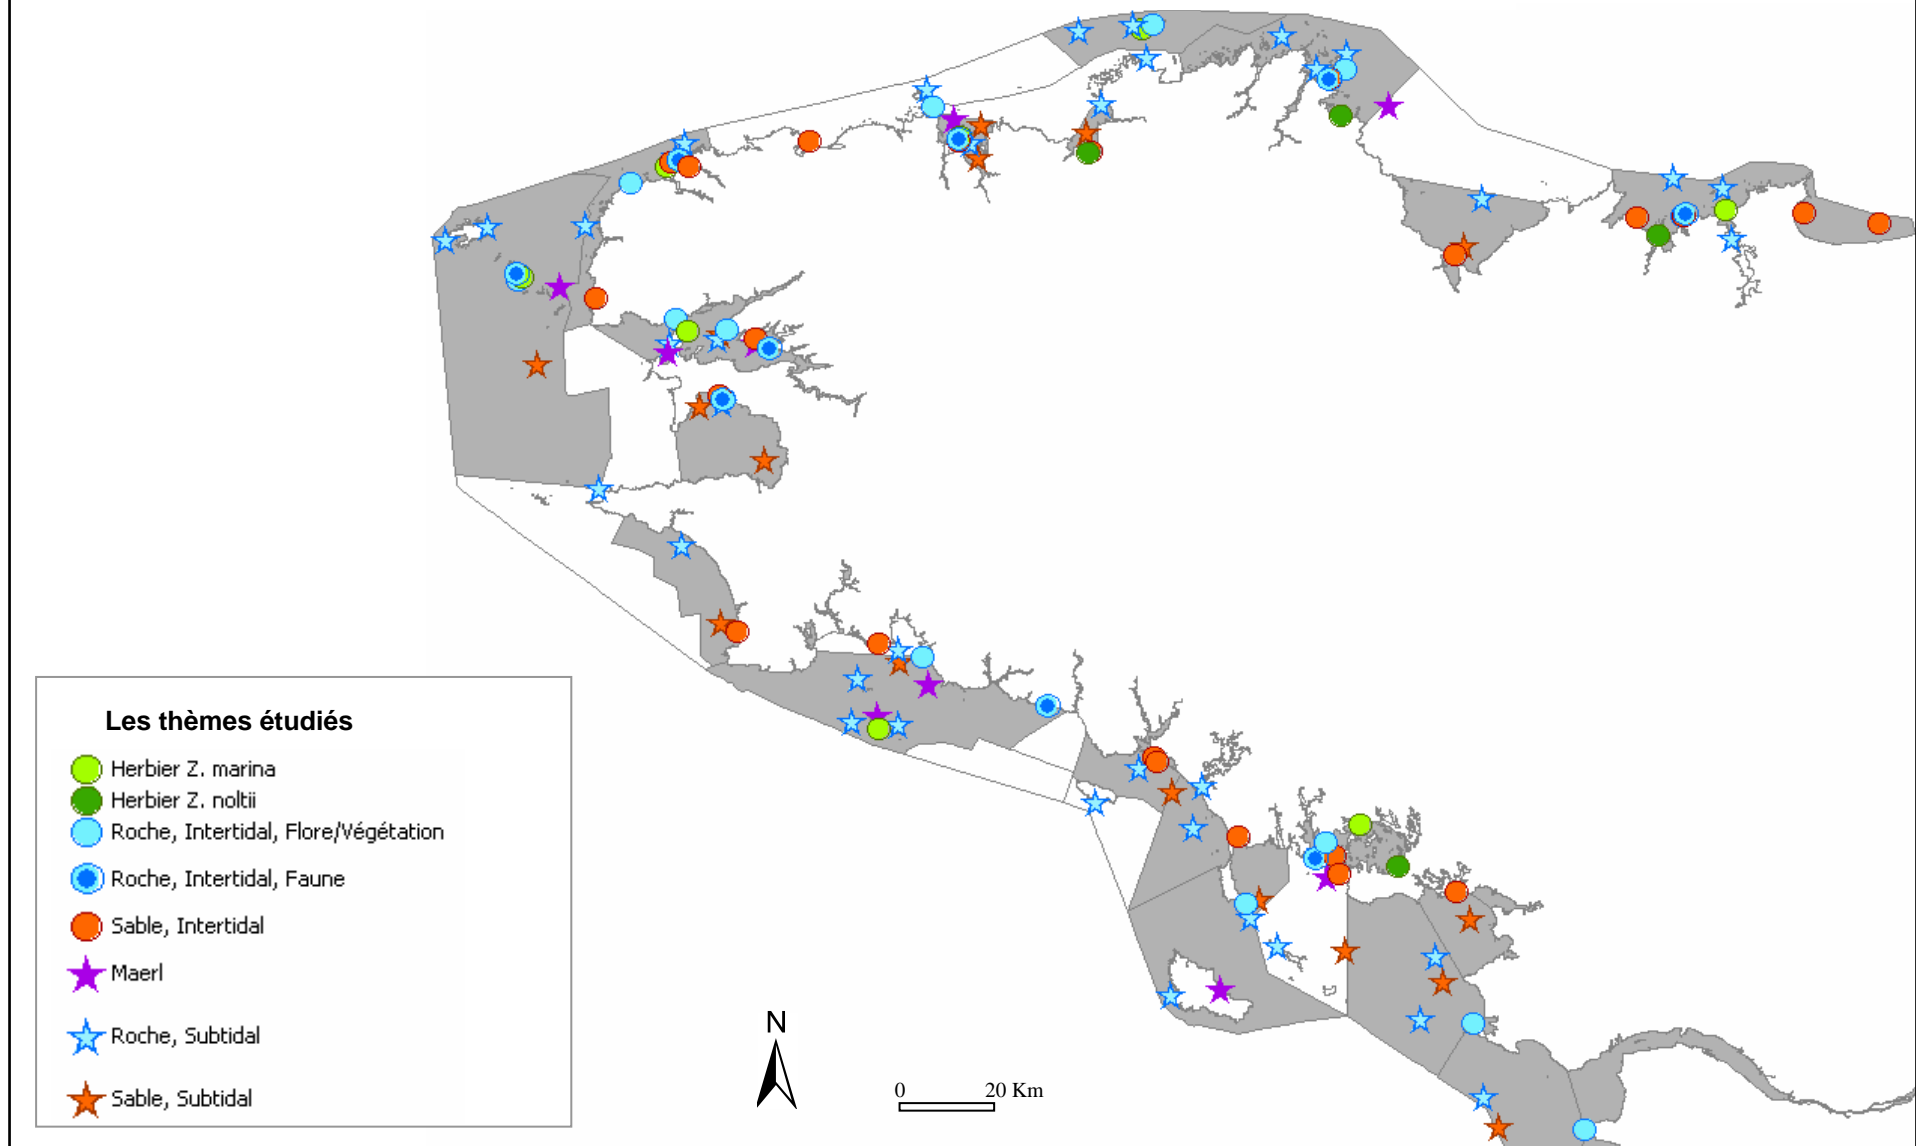 Les thèmes étudiés
Herbier Z. marina
Herbier Z. noltii
Roche, Intertidal, Flore/Végétation
Roche, Intertidal, Faune
Sable, Intertidal
Maerl
Roche, Subtidal
Sable, Subtidal
N
0 20 Km